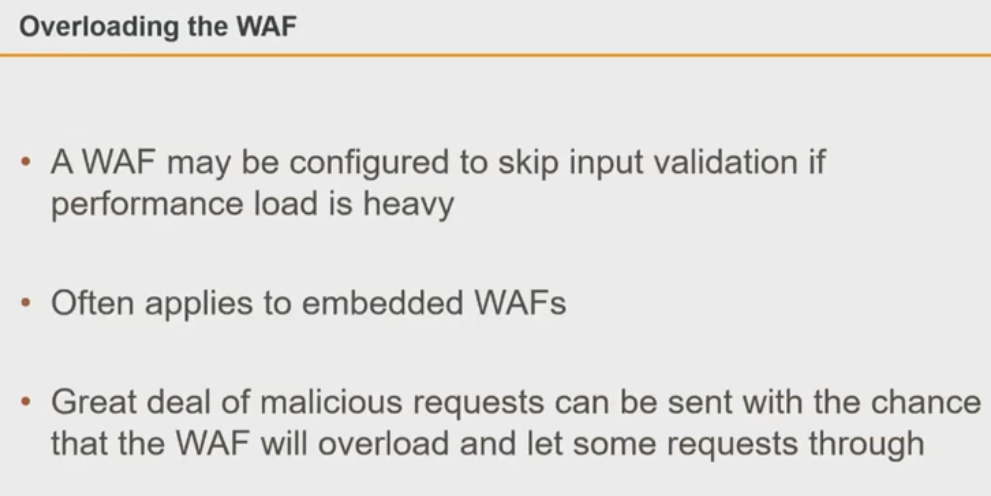 Overloading the WAF
• A WAF may be configured to skip input validation if
performance load is heavy
• Often applies to embedded WAFs
• Great deal of malicious requests can be sent with the chance
that the WAF will overload and let some requests through